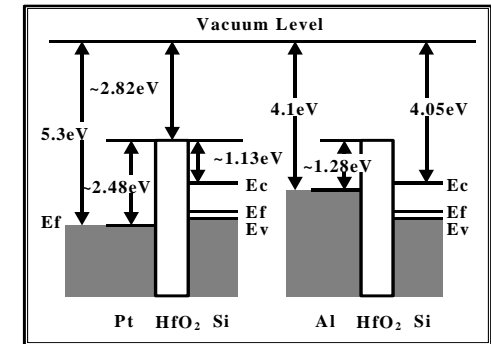 Vacuum Level
~2.82eV
5.3eV
4.1eV
4.05eV
~1.13eV
~1.28eV
~2.48eV
Ec
Ec
Ef
Ef
Ef
Ev
Ev
Pt HfO₂ Si
Al HfO₂ Si